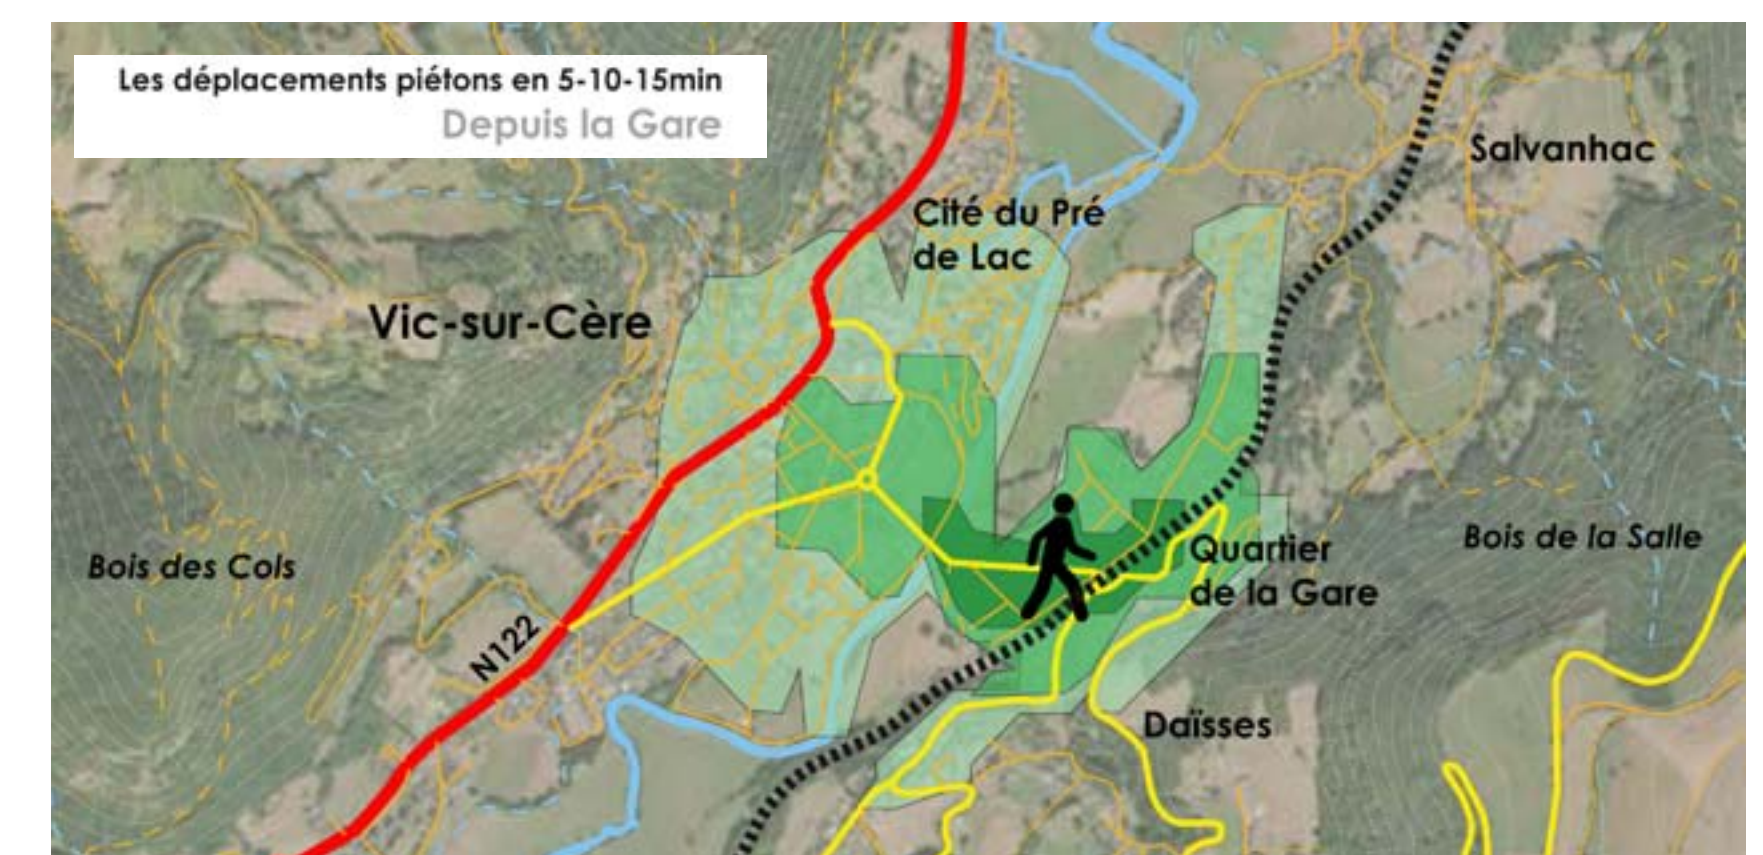 Les déplacements piétons en 5-10-15min
Depuis la Gare
Salvanhac
Cité du Pré
de Lac
Vic-sur-Cère
Bois des Cols
Bois de la Salle
Quartier
de la Gare
N122
Daïsses